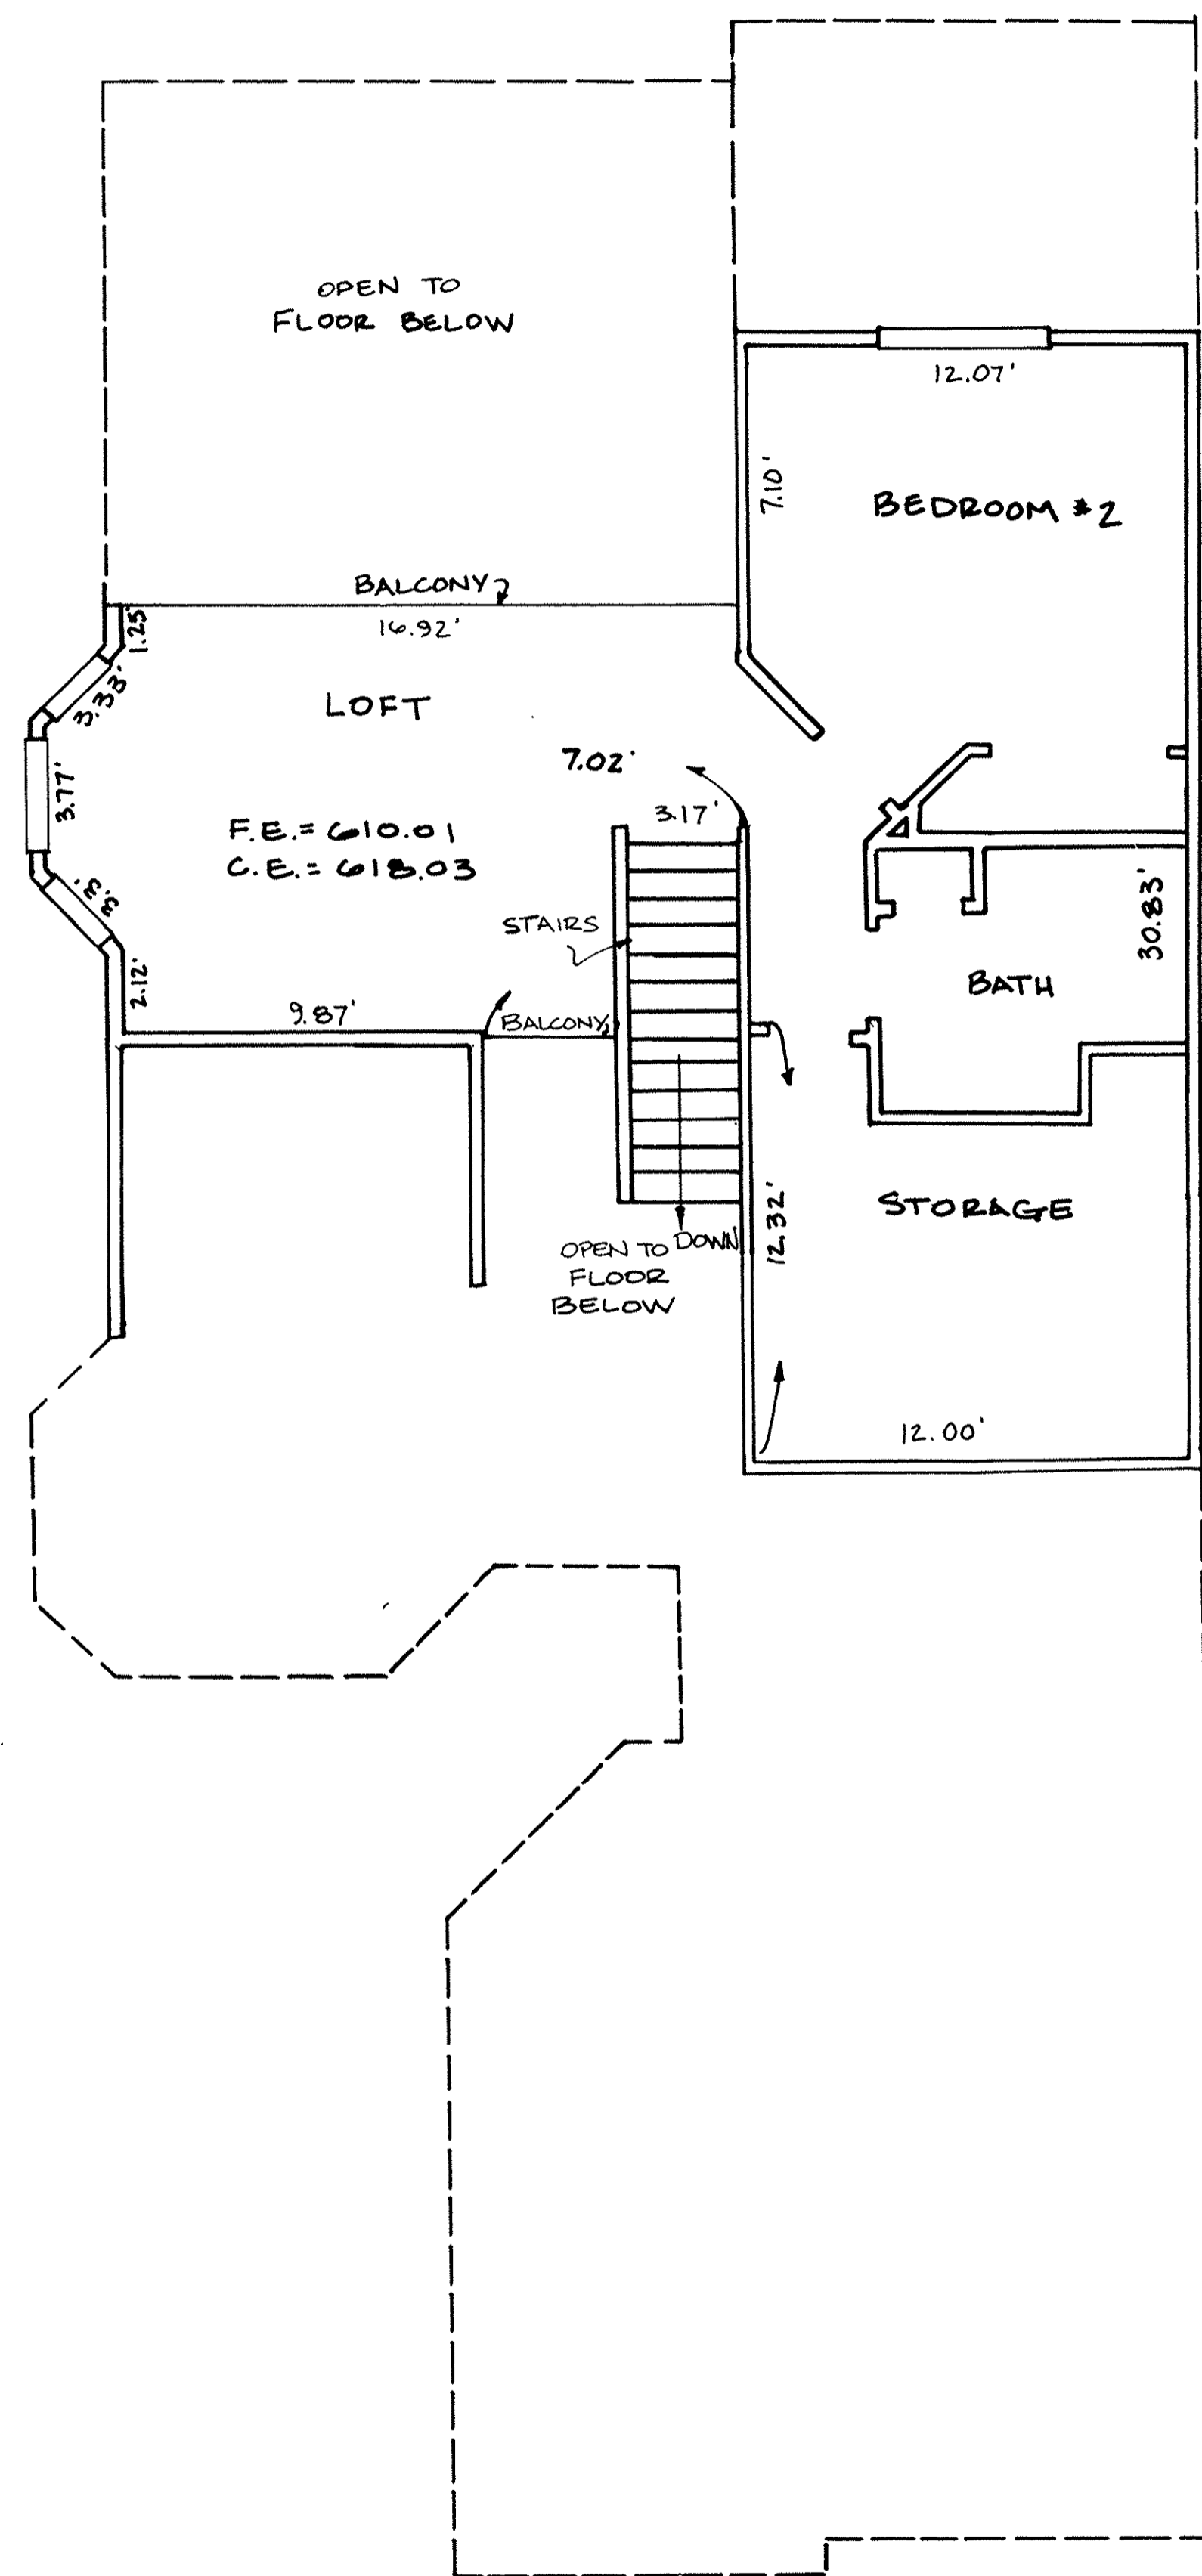 OPEN TO
FLOOR BELOW
12.07'
7.10'
BEDROOM #2
BALCONY
16.92'
1.25'
3.33'
LOFT
7.02'
3.77'
3.17'
F.E.= 610.01
C.E.= 618.03
3.3'
STAIRS
30.83'
2.12'
BATH
9.87'
BALCONY
12.32'
STORAGE
DOWN
OPEN TO
FLOOR
BELOW
12.00'